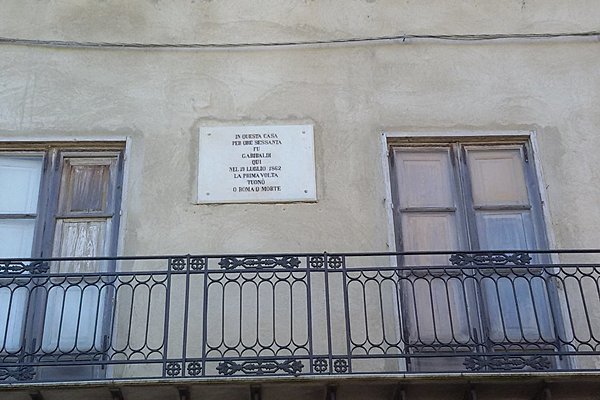 IN QUESTA CASA
PER ORE SESSANTA
FU
GARIBALDI
QUI
NEL 19 LUGLIO 1862
LA PRIMA VOLTA
TUONÒ
O ROMA O MORTE